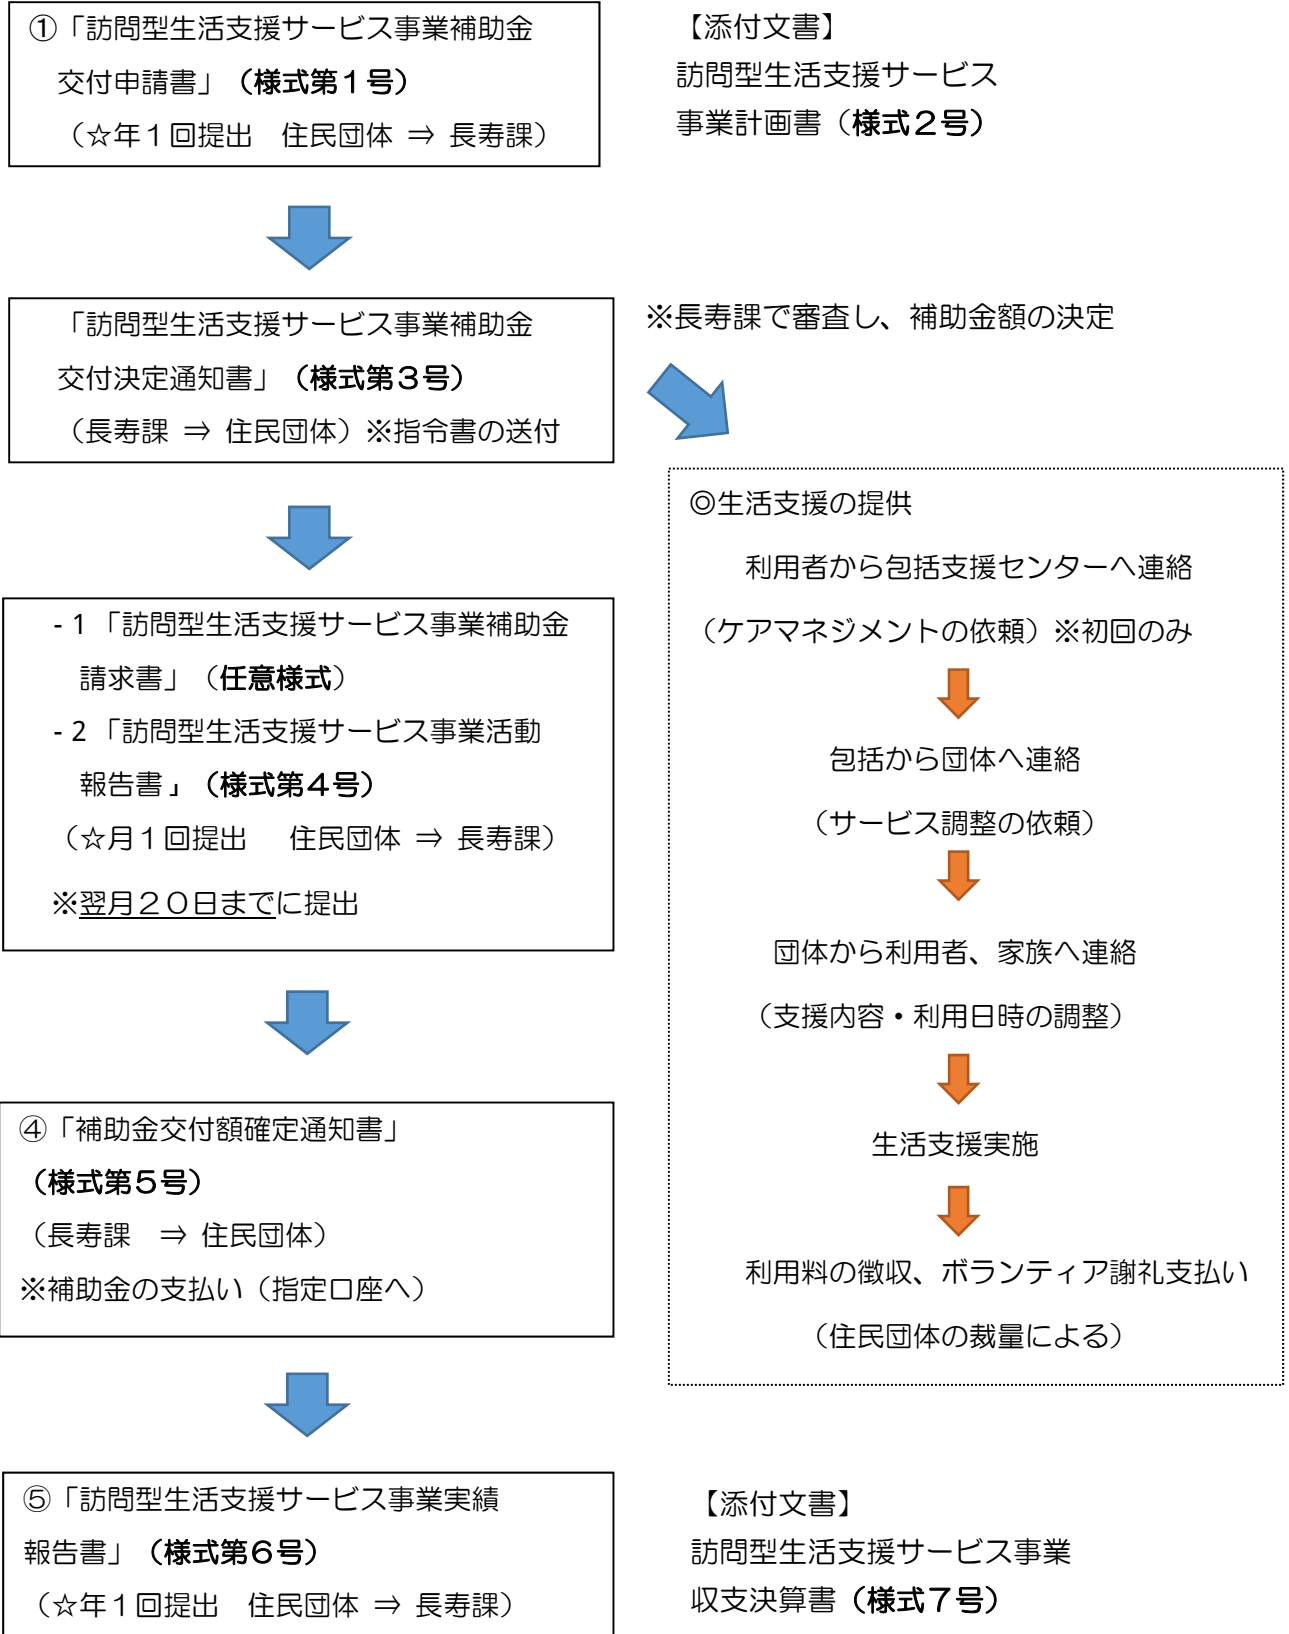 ①「訪問型生活支援サービス事業補助金
交付申請書」（様式第１号）
（☆年１回提出　住民団体 ⇒ 長寿課）
【添付文書】
訪問型生活支援サービス
事業計画書（様式２号）
「訪問型生活支援サービス事業補助金
交付決定通知書」（様式第３号）
（長寿課 ⇒ 住民団体）※指令書の送付
※長寿課で審査し、補助金額の決定
- 1「訪問型生活支援サービス事業補助金
請求書」（任意様式）
- 2「訪問型生活支援サービス事業活動
報告書」（様式第４号）
（☆月１回提出　 住民団体 ⇒ 長寿課）
※翌月２０日までに提出
④「補助金交付額確定通知書」
（様式第５号）
（長寿課　⇒ 住民団体）
※補助金の支払い（指定口座へ）
◎生活支援の提供
利用者から包括支援センターへ連絡
（ケアマネジメントの依頼）※初回のみ
包括から団体へ連絡
（サービス調整の依頼）
団体から利用者、家族へ連絡
（支援内容・利用日時の調整）
生活支援実施
利用料の徴収、ボランティア謝礼支払い
（住民団体の裁量による）
⑤「訪問型生活支援サービス事業実績
報告書」（様式第６号）
（☆年１回提出　住民団体 ⇒ 長寿課）
【添付文書】
訪問型生活支援サービス事業
収支決算書（様式７号）